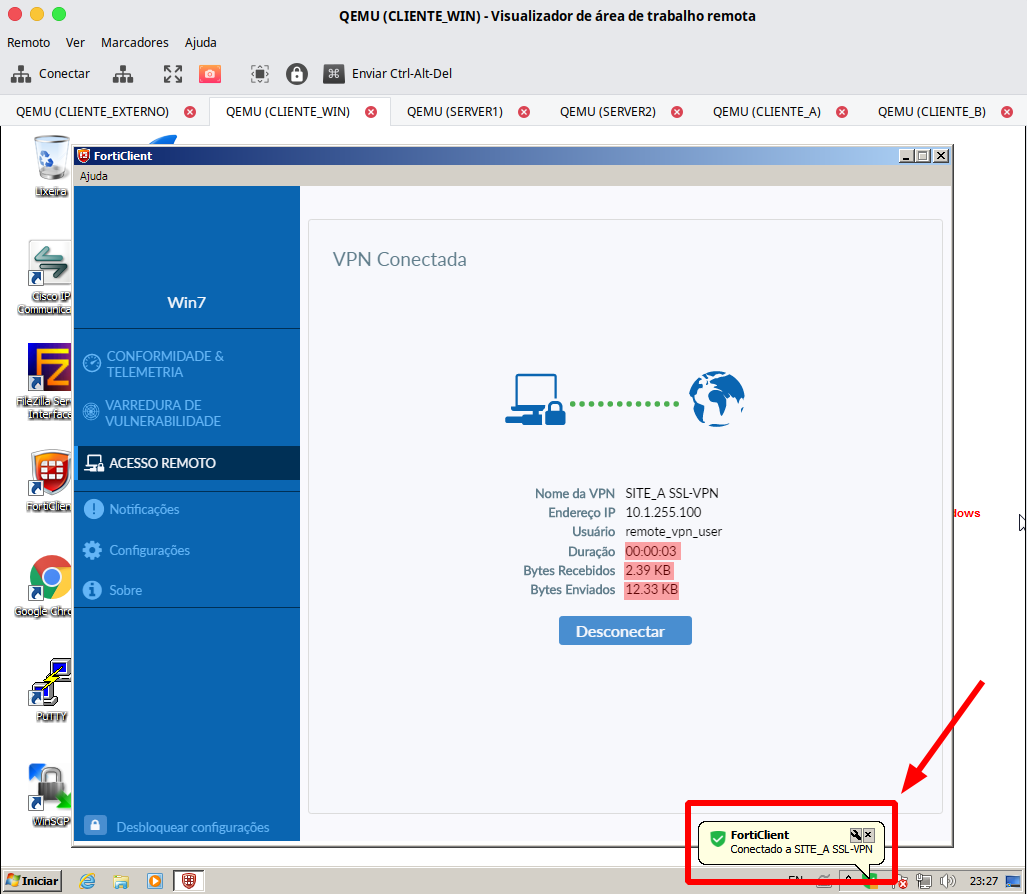 QEMU (CLIENTE_WIN) - Visualizador de área de trabalho remota
Remoto Ver Marcadores Ajuda
Conectar Enviar Ctrl-Alt-Del
QEMU (CLIENTE_EXTERNO) QEMU (CLIENTE_WIN) QEMU (SERVER1) QEMU (SERVER2) QEMU (CLIENTE_A) QEMU (CLIENTE_B)
Lixeira
FortiClient
Ajuda
VPN Conectada
Cisco IP
Communica
Win7
CONFORMIDADE &
TELEMETRIA
FileZilla Ser
Interface
VARREDURA DE
VULNERABILIDADE
ACESSO REMOTO
Nome da VPN SITE_A SSL-VPN
Endereço IP 10.1.255.100
Usuário remote_vpn_user
Duração 00:00:03
Bytes Recebidos 2.39 KB
Bytes Enviados 12.33 KB
Desconectar
FortiClien
Notificações
dows
Configurações
Sobre
Google Chro
PuTTY
WinSCP
Desbloquear configurações
FortiClient
Conectado a SITE_A SSL-VPN
Iniciar
23:27